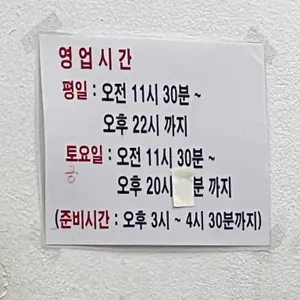 영업시간
평일 : 오전 11시 30분 ~
오후 22시 까지
토요일 : 오전 11시 30분 ~
오후 20시 분 까지
(준비시간 : 오후 3시 ~ 4시 30분까지)